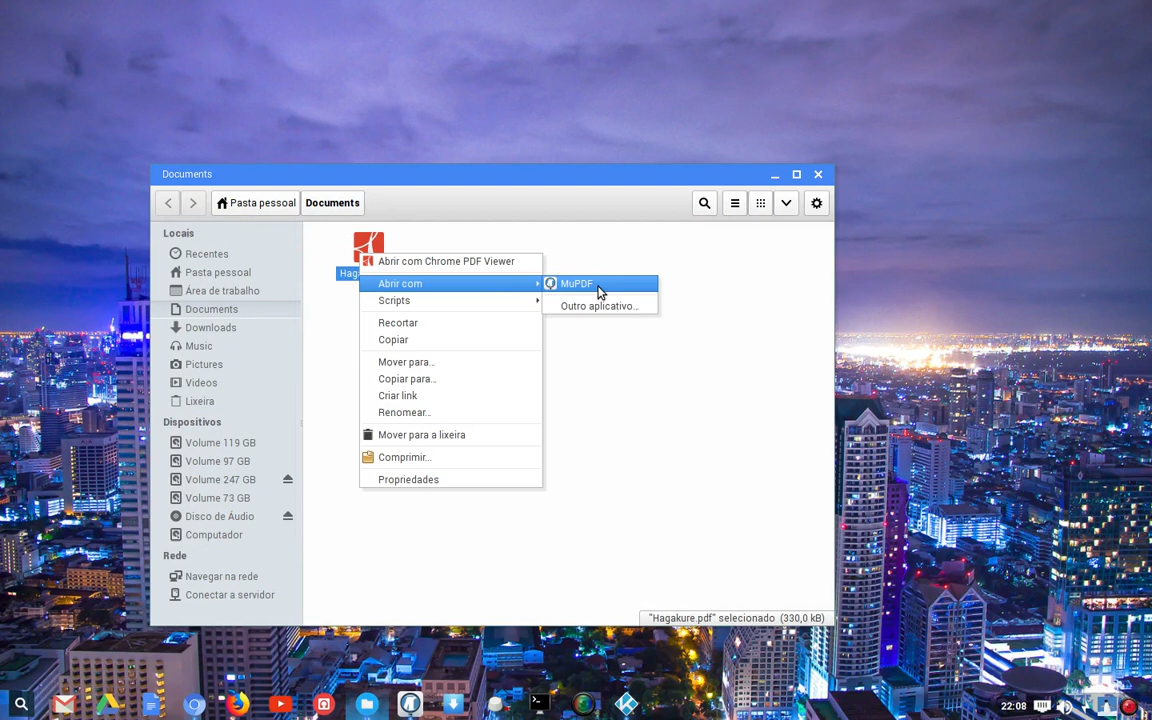 Documents
Pasta pessoal
Documents
Locais
Recentes
Pasta pessoal
Área de trabalho
Documents
Downloads
Music
Pictures
Videos
Lixeira
Dispositivos
Volume 119 GB
Volume 97 GB
Volume 247 GB
Volume 73 GB
Disco de Áudio
Computador
Rede
Navegar na rede
Conectar a servidor
Abrir com Chrome PDF Viewer
Abrir com
Scripts
Recortar
Copiar
Mover para...
Copiar para...
Criar link
Renomear...
Mover para a lixeira
Comprimir...
Propriedades
MuPDF
Outro aplicativo...
"Hagakure.pdf" selecionado (330,0 kB)
22:08